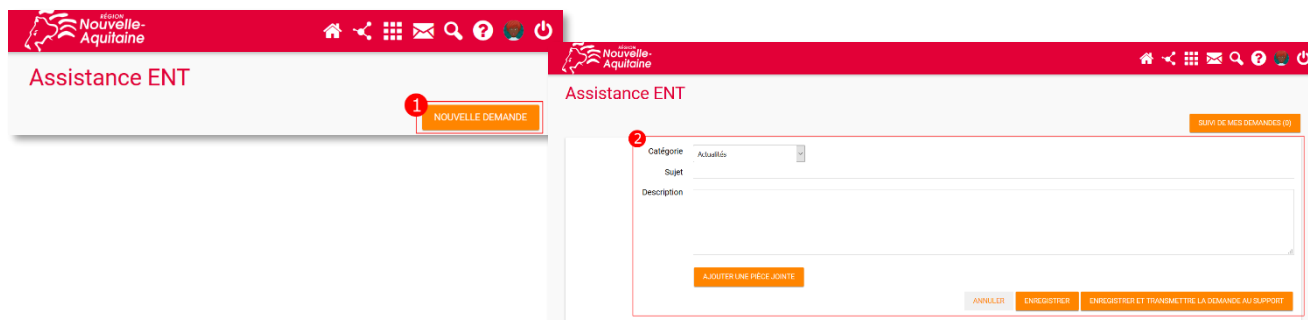 RÉGION
Nouvelle-
Aquitaine
Assistance ENT
1
NOUVELLE DEMANDE
RÉGION
Nouvelle-
Aquitaine
Assistance ENT
SUIVI DE MES DEMANDES (0)
2
Catégorie Actualités
Sujet
Description
AJOUTER UNE PIÈCE JOINTE
ANNULER ENREGISTRER ENREGISTRER ET TRANSMETTRE LA DEMANDE AU SUPPORT